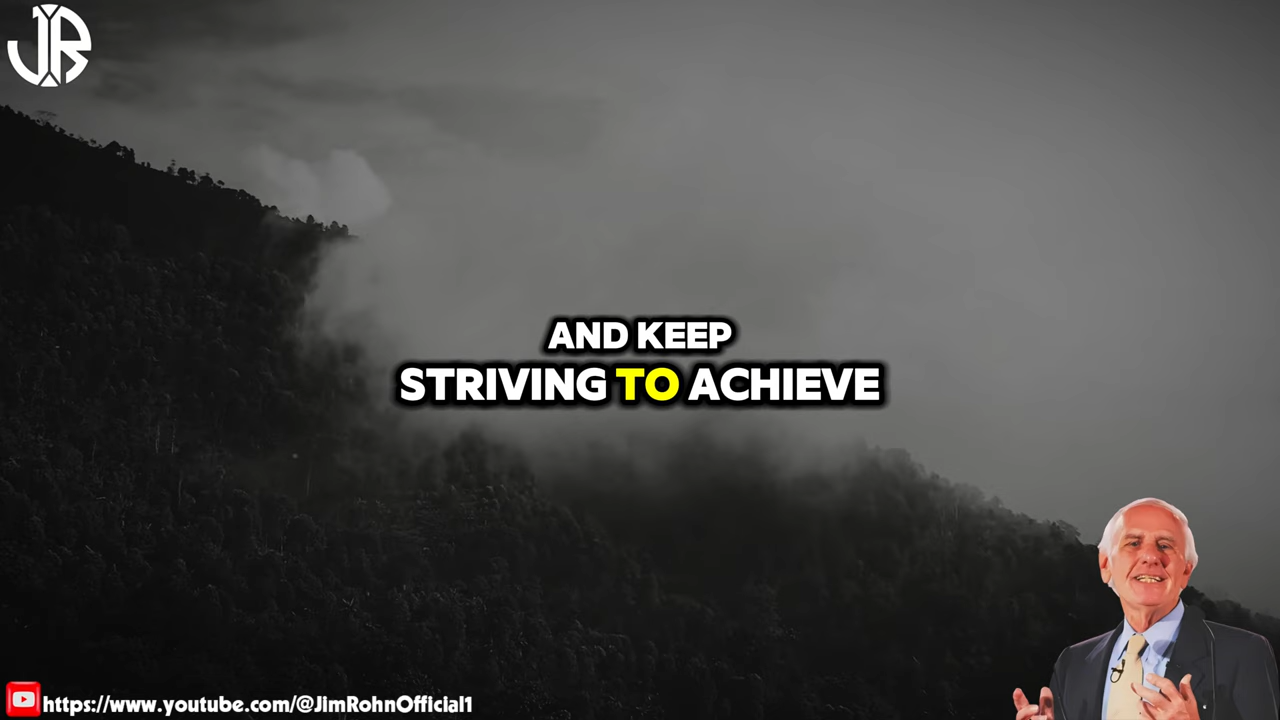 JR
AND KEEP
STRIVING TO ACHIEVE
https://www.youtube.com/@JimRohnOfficial1